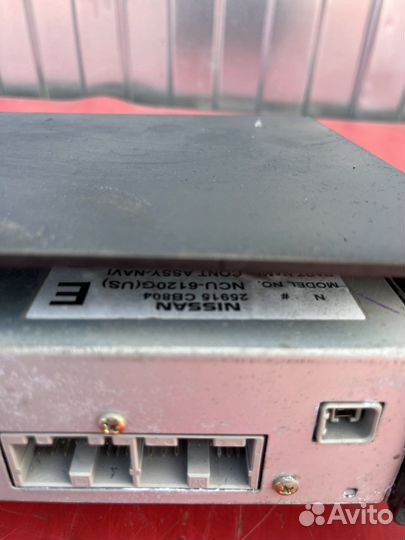 NISSAN
25915 CB804
MODEL NO. NCU-6120G(US)
CONT ASSY-NAVI
N #
E
Avito